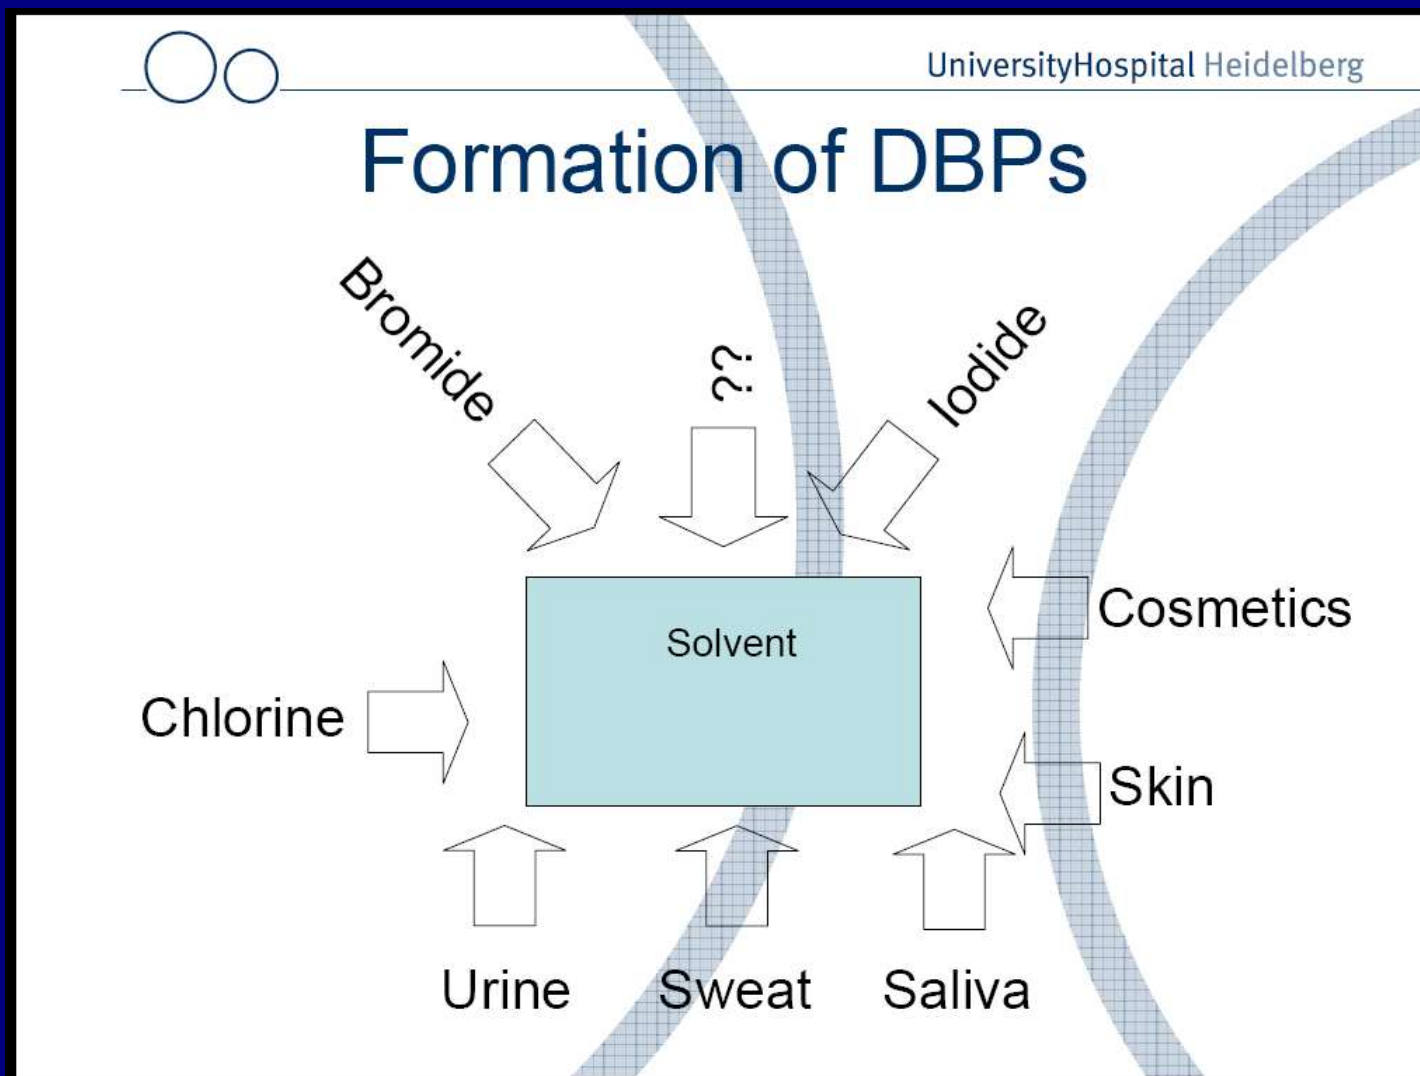 UniversityHospital Heidelberg
Formation of DBPs
Bromide
??
Iodide
Cosmetics
Solvent
Chlorine
Skin
Urine Sweat Saliva